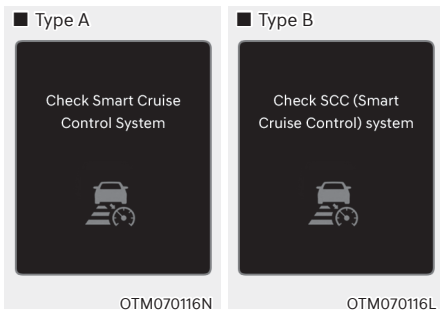 ■ Type A
Check Smart Cruise
Control System
OTM070116N
■ Type B
Check SCC (Smart
Cruise Control) system
OTM070116L